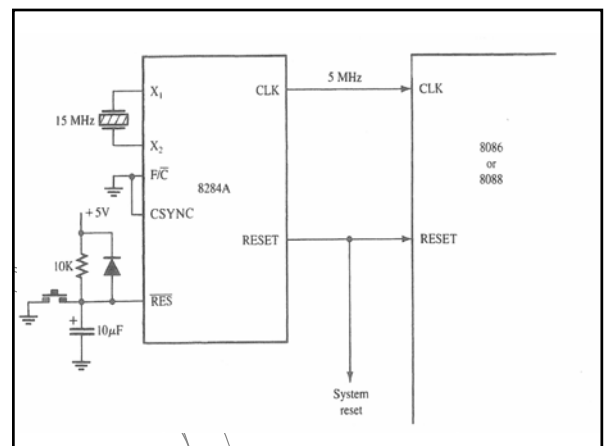 X₁
CLK
5 MHz
CLK
15 MHz
X₂
8086
or
8088
F/C̅
8284A
+5V
CSYNC
RESET
RESET
10K
R̅E̅S̅
+
10µF
System
reset